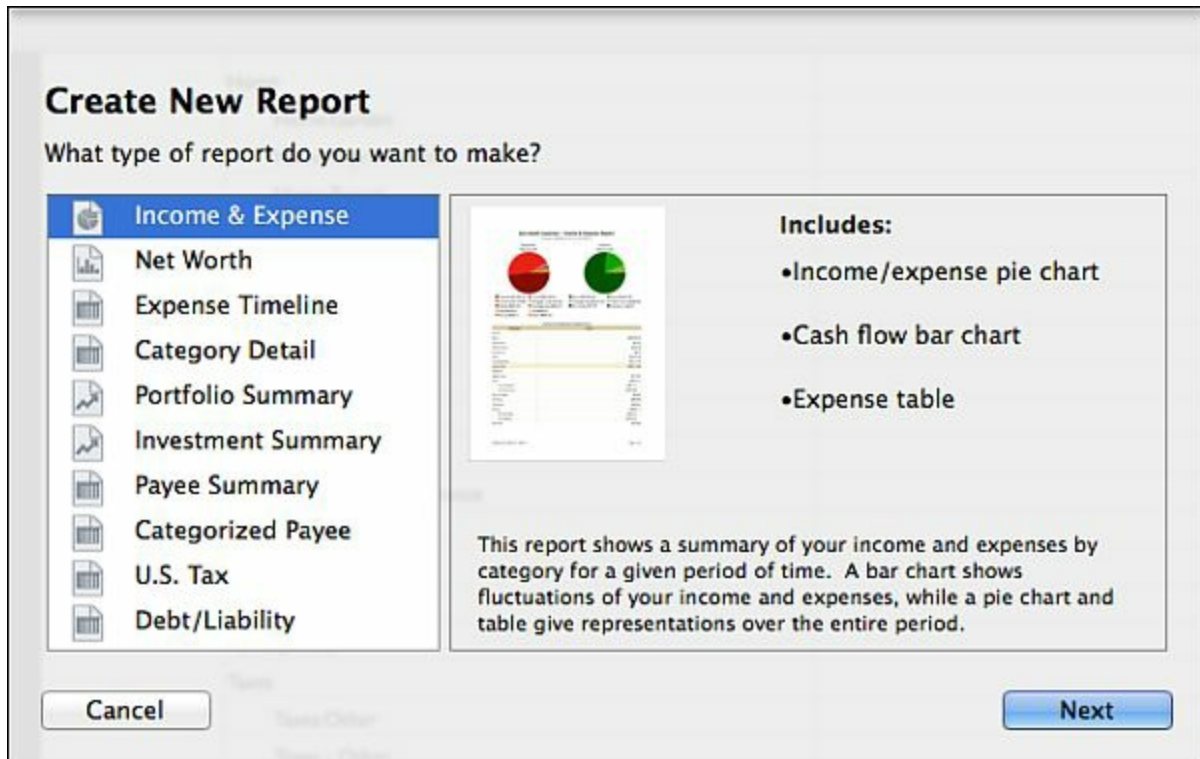 Create New Report
What type of report do you want to make?
Income & Expense
Net Worth
Expense Timeline
Category Detail
Portfolio Summary
Investment Summary
Payee Summary
Categorized Payee
U.S. Tax
Debt/Liability
Includes:
•Income/expense pie chart
•Cash flow bar chart
•Expense table
This report shows a summary of your income and expenses by
category for a given period of time.  A bar chart shows
fluctuations of your income and expenses, while a pie chart and
table give representations over the entire period.
Cancel
Next